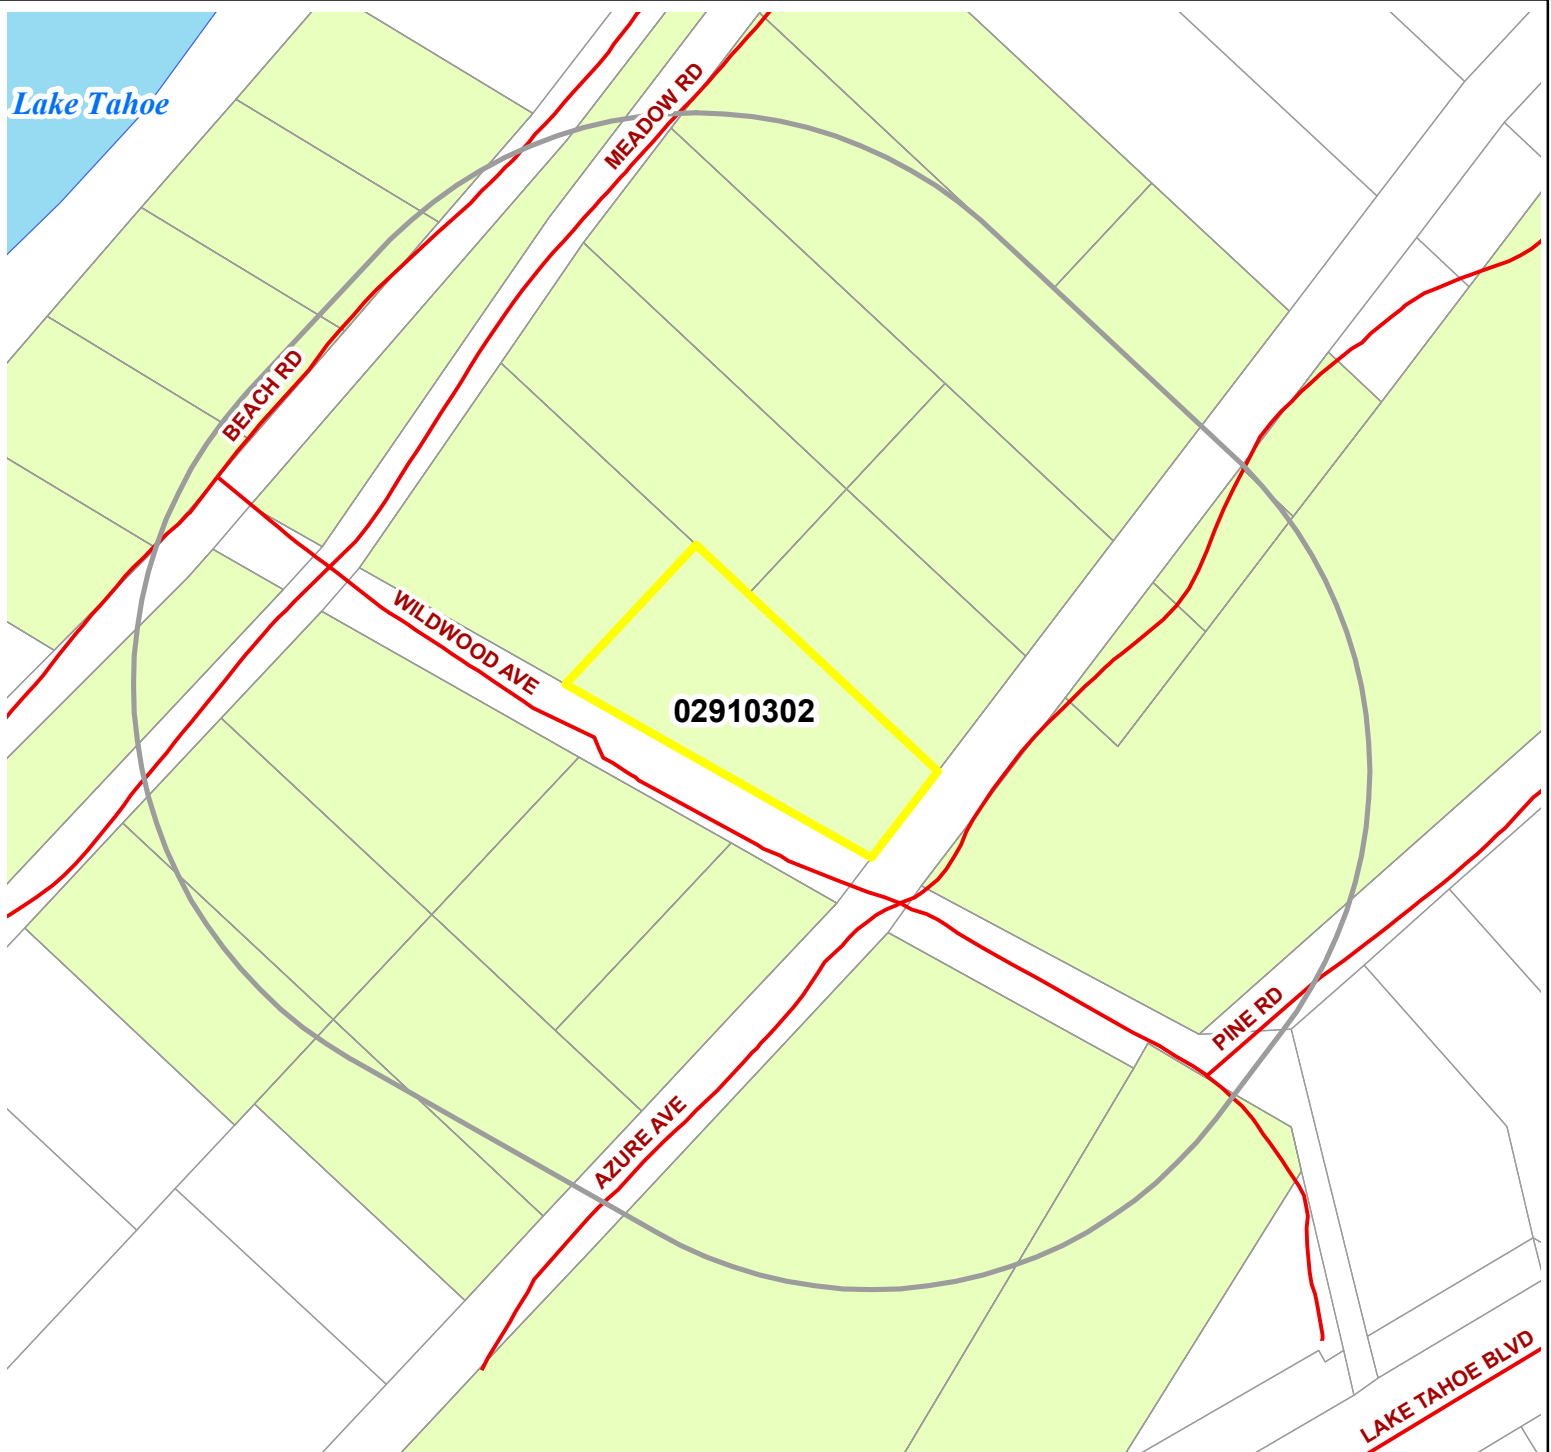 Lake Tahoe
MEADOW RD
BEACH RD
WILDWOOD AVE
02910302
PINE RD
AZURE AVE
LAKE TAHOE BLVD